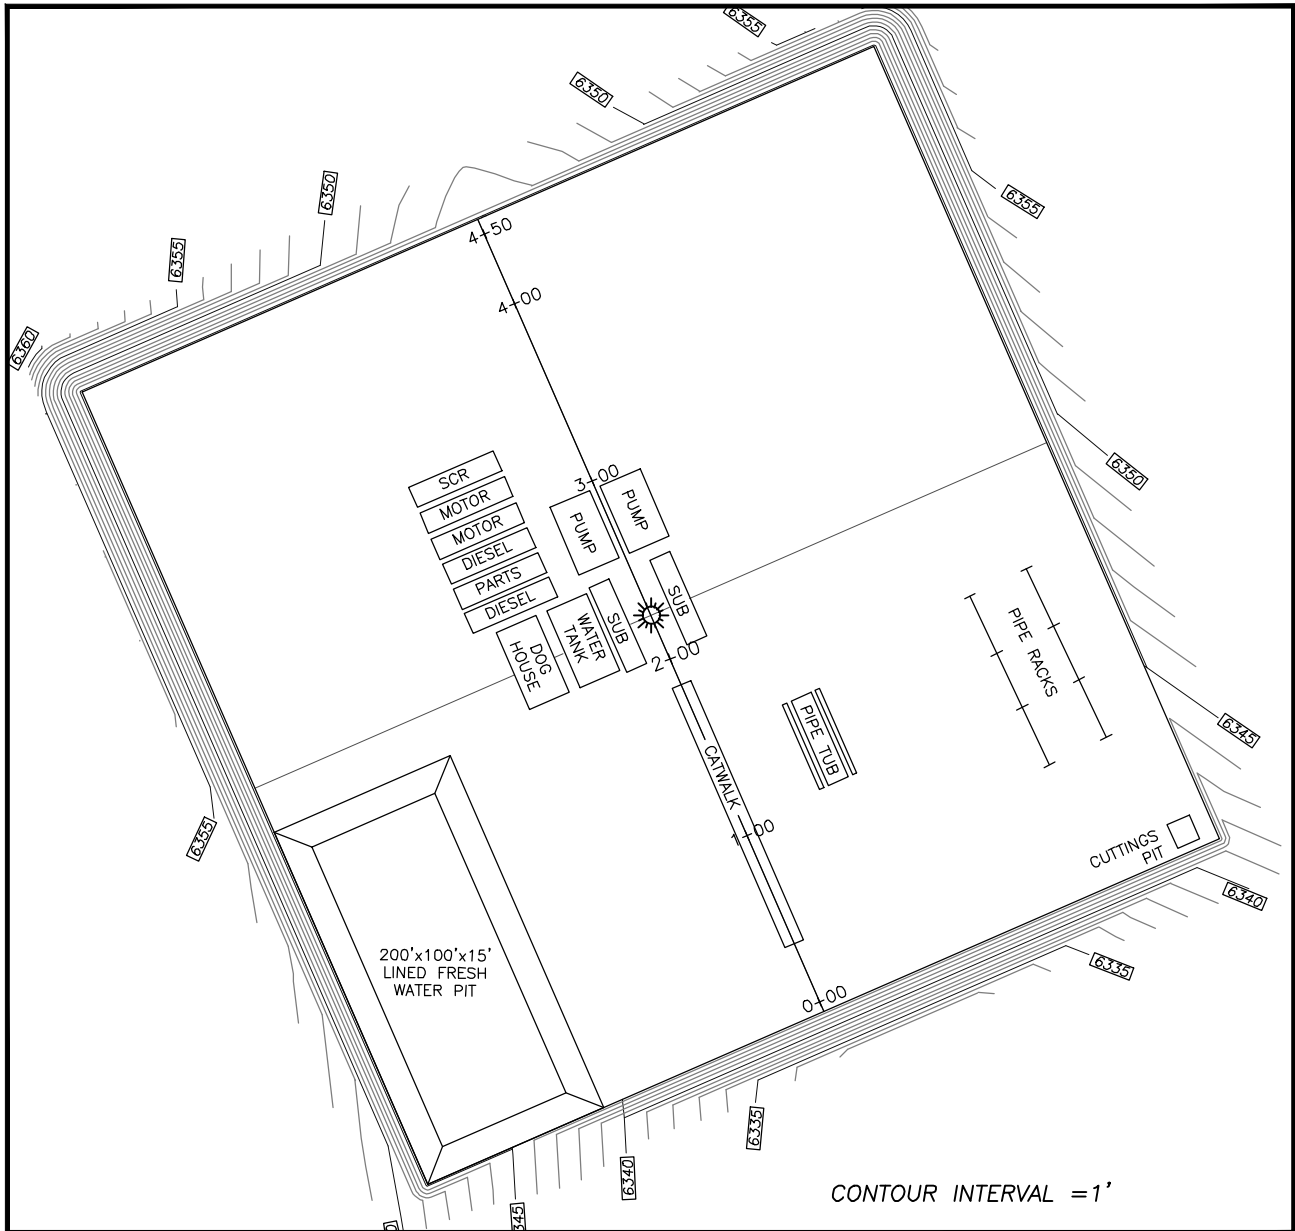 6355
6350
6350
6355
6355
6360
4+50
4+00
3+00
SCR
MOTOR
MOTOR
DIESEL
PARTS
DIESEL
PUMP
PUMP
SUB
SUB
WATER
TANK
DOG
HOUSE
2+00
6350
PIPE RACKS
PIPE TUB
CATWALK
1+00
6345
6355
CUTTINGS
PIT
6340
6335
200'x100'x15'
LINED FRESH
WATER PIT
0+00
6335
6340
345
CONTOUR INTERVAL =1'